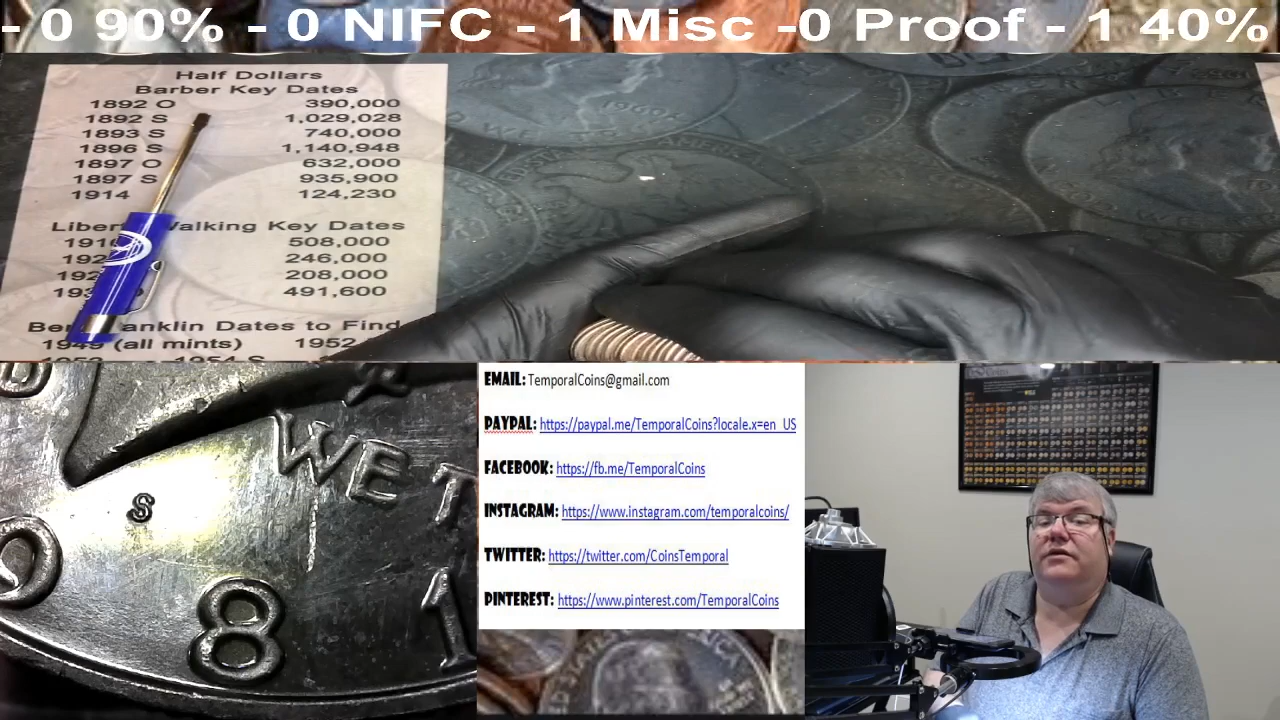 - 0 90% - 0 NIFC - 1 Misc -0 Proof - 1 40%
Half Dollars
Barber Key Dates
1892 O 390,000
1892 S 1,029,028
1893 S 740,000
1896 S 1,140,948
1897 O 632,000
1897 S 935,900
1914 124,230
Walking Key Dates
508,000
246,000
208,000
491,600
Dates to Find
1949 (all mints) 1952
EMAIL: TemporalCoins@gmail.com
PAYPAL: https://paypal.me/TemporalCoins?locale.x=en_US
FACEBOOK: https://fb.me/TemporalCoins
INSTAGRAM: https://www.instagram.com/temporalcoins/
TWITTER: https://twitter.com/CoinsTemporal
PINTEREST: https://www.pinterest.com/TemporalCoins
WE T
S
8 1